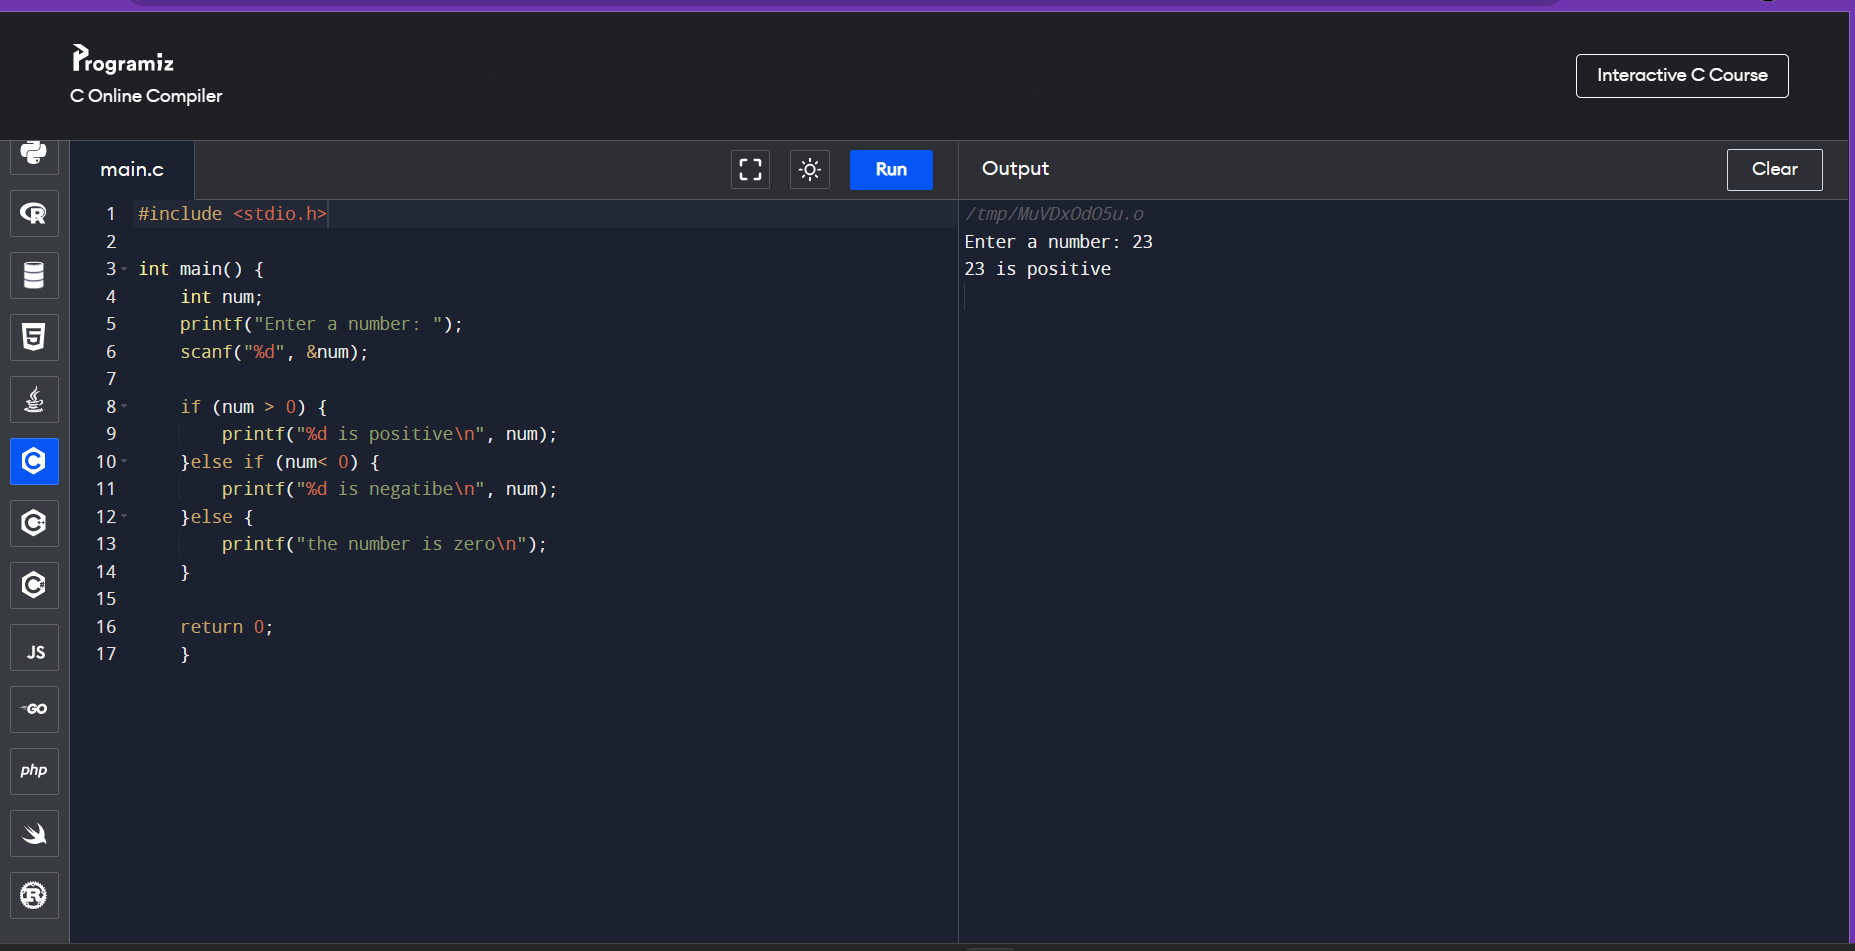 Programiz
C Online Compiler
Interactive C Course
main.c
Run
Output
Clear
1 #include <stdio.h>
2
3 int main() {
4     int num;
5     printf("Enter a number: ");
6     scanf("%d", &num);
7
8     if (num > 0) {
9         printf("%d is positive\n", num);
10     }else if (num< 0) {
11         printf("%d is negatibe\n", num);
12     }else {
13         printf("the number is zero\n");
14     }
15
16     return 0;
17     }
/tmp/MuVDxOdO5u.o
Enter a number: 23
23 is positive
R
5
C
C++
C#
JS
GO
php
R